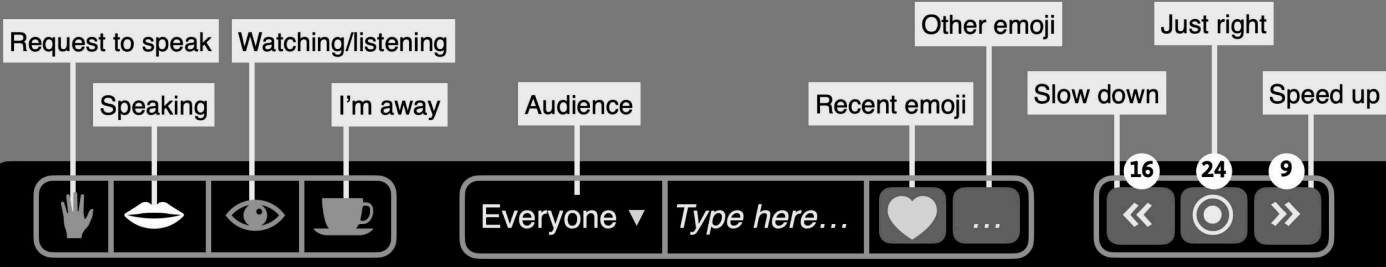 Other emoji
Just right
Request to speak
Watching/listening
Slow down
Speed up
Speaking
I'm away
Audience
Recent emoji
16
24
9
Everyone ▼
Type here...
...